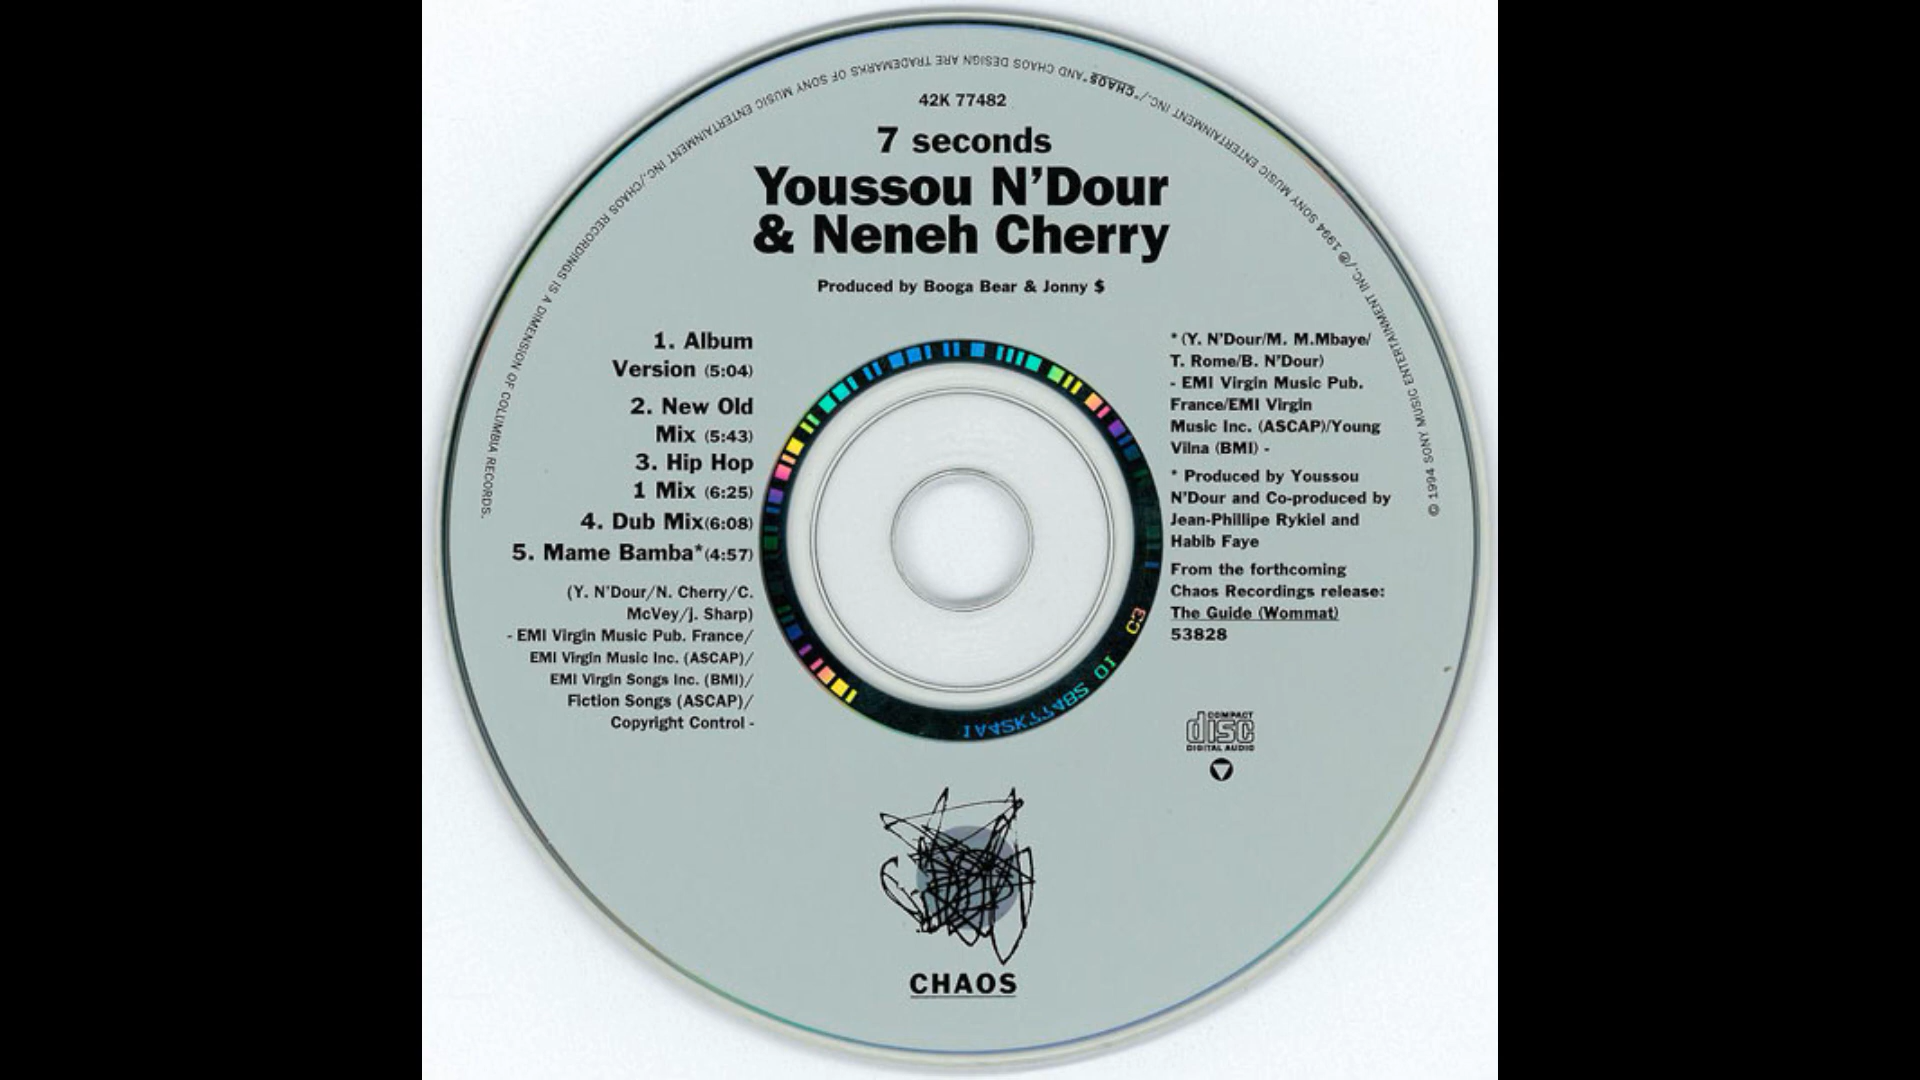 42K 77482
7 seconds
Youssou N'Dour
& Neneh Cherry
Produced by Booga Bear & Jonny $
1. Album
Version (5:04)
2. New Old
Mix (5:43)
3. Hip Hop
1 Mix (6:25)
4. Dub Mix(6:08)
5. Mame Bamba*(4:57)
(Y. N'Dour/N. Cherry/C.
McVey/J. Sharp)
- EMI Virgin Music Pub. France/
EMI Virgin Music Inc. (ASCAP)/
EMI Virgin Songs Inc. (BMI)/
Fiction Songs (ASCAP)/
Copyright Control -
* (Y. N'Dour/M. M.Mbaye/
T. Rome/B. N'Dour)
- EMI Virgin Music Pub.
France/EMI Virgin
Music Inc. (ASCAP)/Young
Vilna (BMI) -
* Produced by Youssou
N'Dour and Co-produced by
Jean-Phillipe Rykiel and
Habib Faye
From the forthcoming
Chaos Recordings release:
The Guide (Wommat)
53828
COMPACT
disc
DIGITAL AUDIO
CHAOS
© 1994 SONY MUSIC ENTERTAINMENT INC./℗ 1994 SONY MUSIC ENTERTAINMENT INC./"CHAOS" AND CHAOS DESIGN ARE TRADEMARKS OF SONY MUSIC ENTERTAINMENT INC./CHAOS RECORDINGS IS A DIMENSION OF COLUMBIA RECORDS.